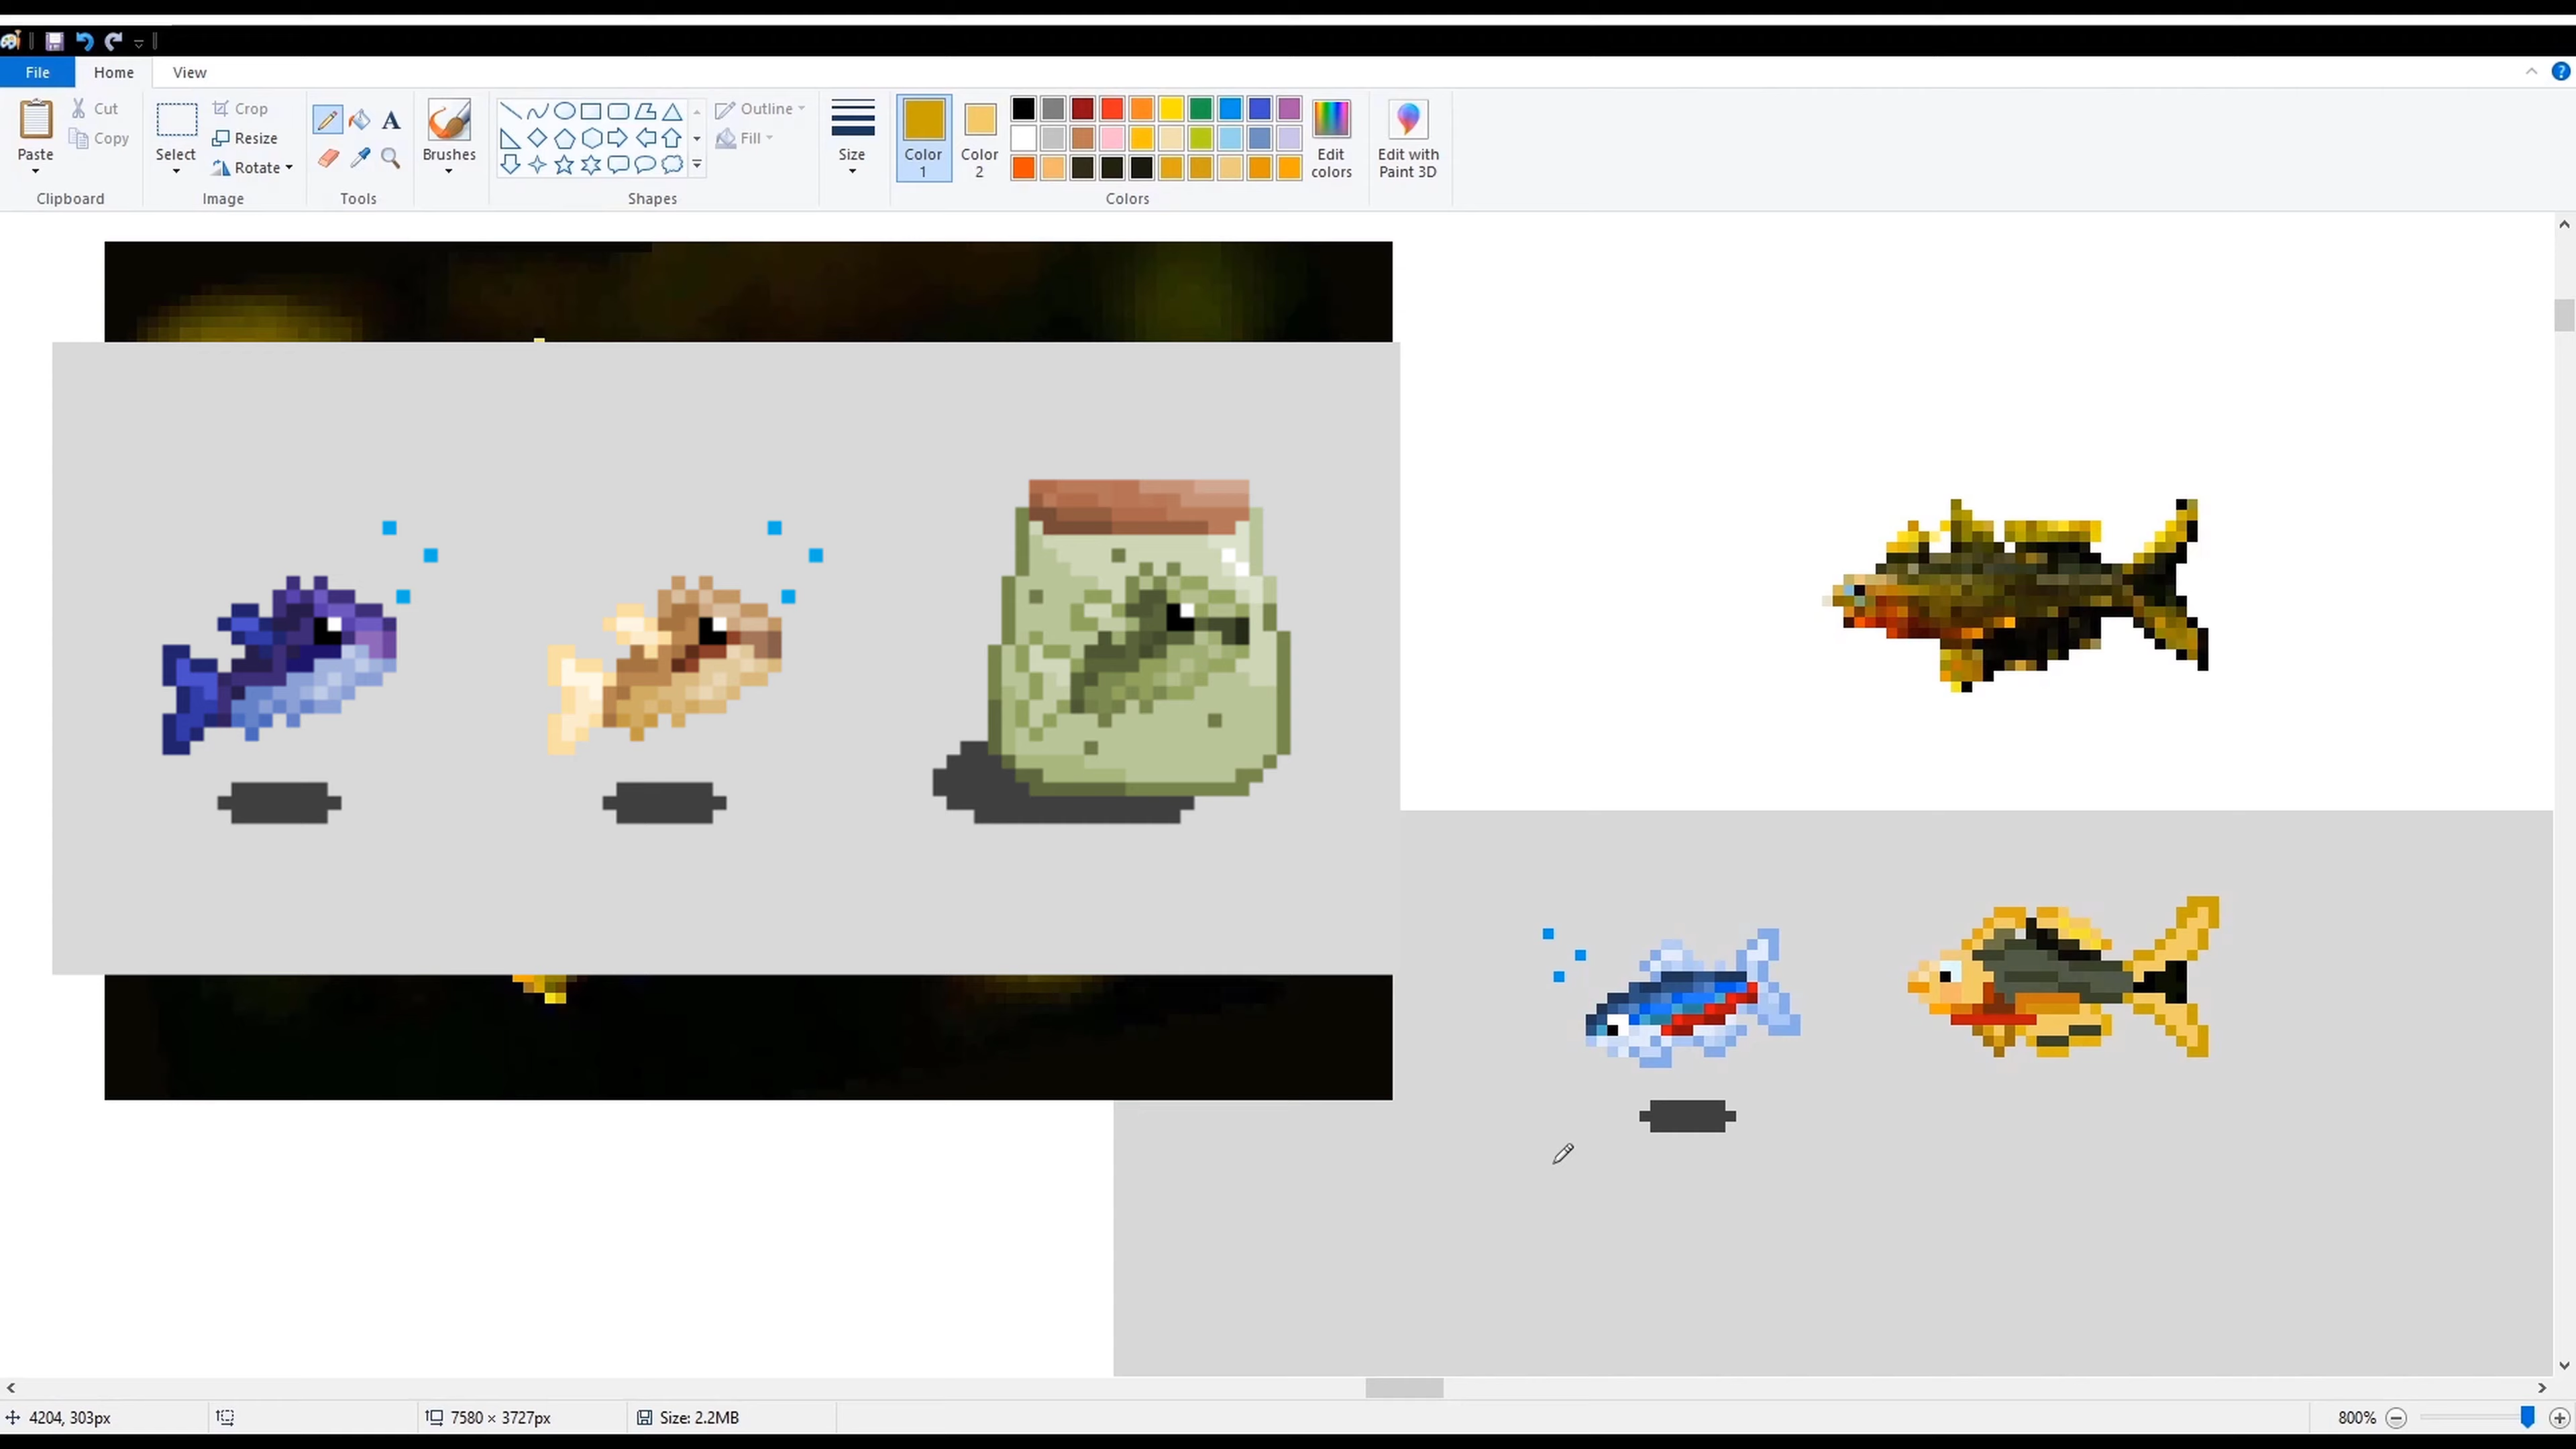 File Home View
Paste
Cut
Copy
Clipboard
Select
Crop
Resize
Rotate
Image
A
Tools
Brushes
Shapes
Outline
Fill
Size
Color
1
Color
2
Colors
Edit
colors
Edit with
Paint 3D
?
4204, 303px
7580 × 3727px
Size: 2.2MB
800%